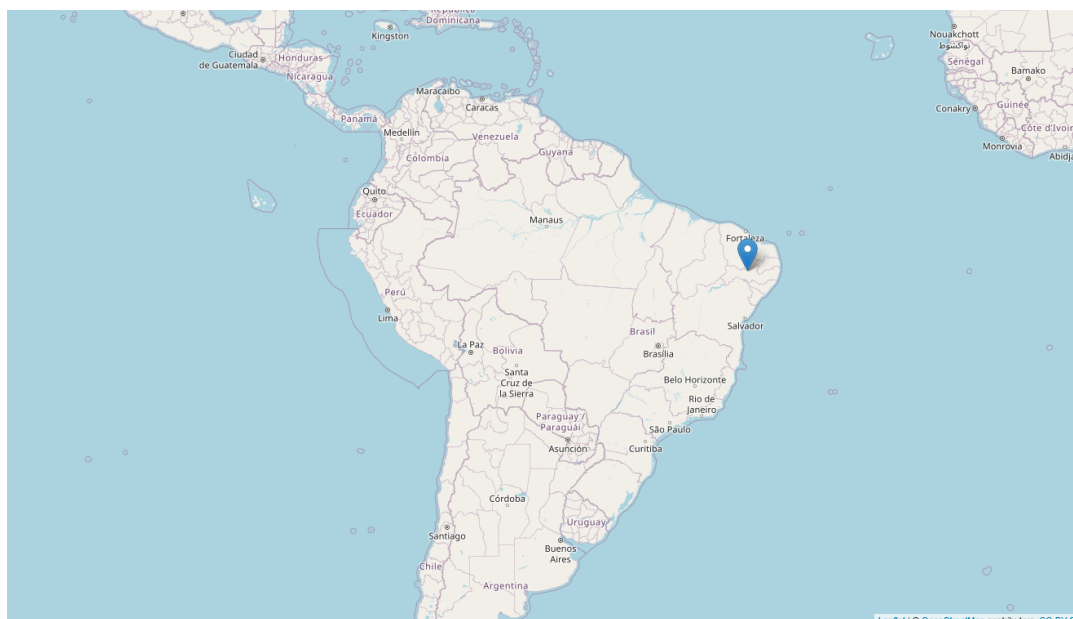 República
Dominicana
Kingston
Ciudad
de Guatemala
Honduras
Nicaragua
Nouakchott
نواكشوط
Sénégal
Bamako
Conakry
Guinée
Côte d'Ivoir
Monrovia
Abidja
Maracaibo
Caracas
Panamá
Medellín
Venezuela
Guyana
Colombia
Quito
Ecuador
Manaus
Fortaleza
Perú
Lima
Salvador
Brasil
Brasília
La Paz
Bolivia
Santa
Cruz de
la Sierra
Belo Horizonte
Rio de
Janeiro
Paraguay /
Paraguái
São Paulo
Asunción
Curitiba
Córdoba
Uruguay
Santiago
Buenos
Aires
Chile
Argentina